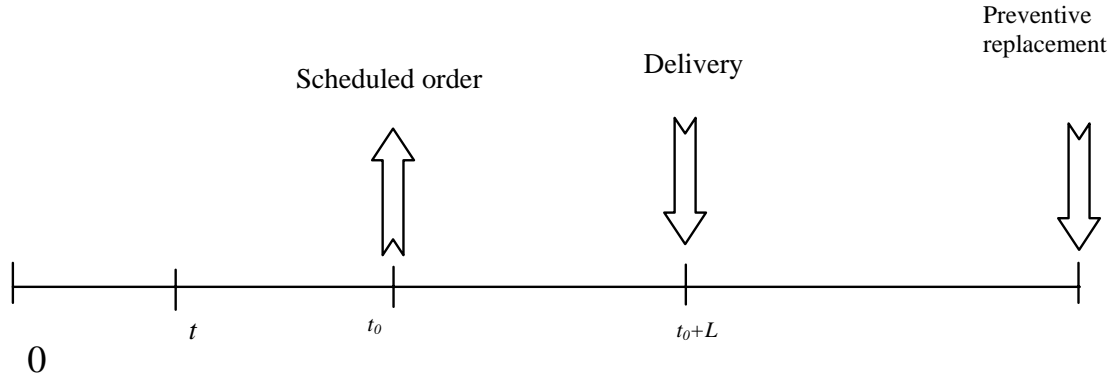 Preventive
replacement
Scheduled order
Delivery
t
t0
t0+L
0